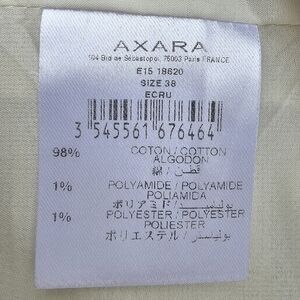 AXARA
104 Bld de Sébastopol, 75003 Paris FRANCE
E15 18620
SIZE 38
ECRU
3 545561 676464
98% COTON / COTTON
ALGODON
綿 / قطن
1% POLYAMIDE / POLYAMIDE
POLIAMIDA
ポリアミド / بولياميد
1% POLYESTER / POLYESTER
POLIESTER
ポリエステル / بوليستر